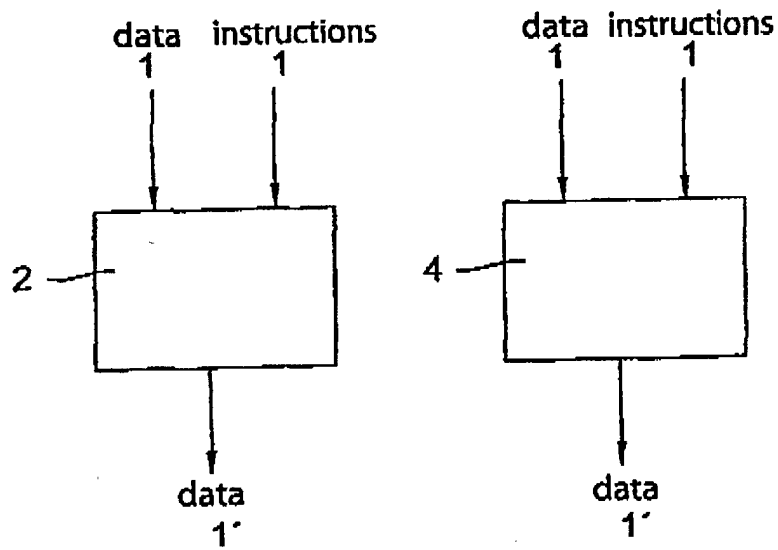 data instructions
1 1
2
data
1´
data instructions
1 1
4
data
1´